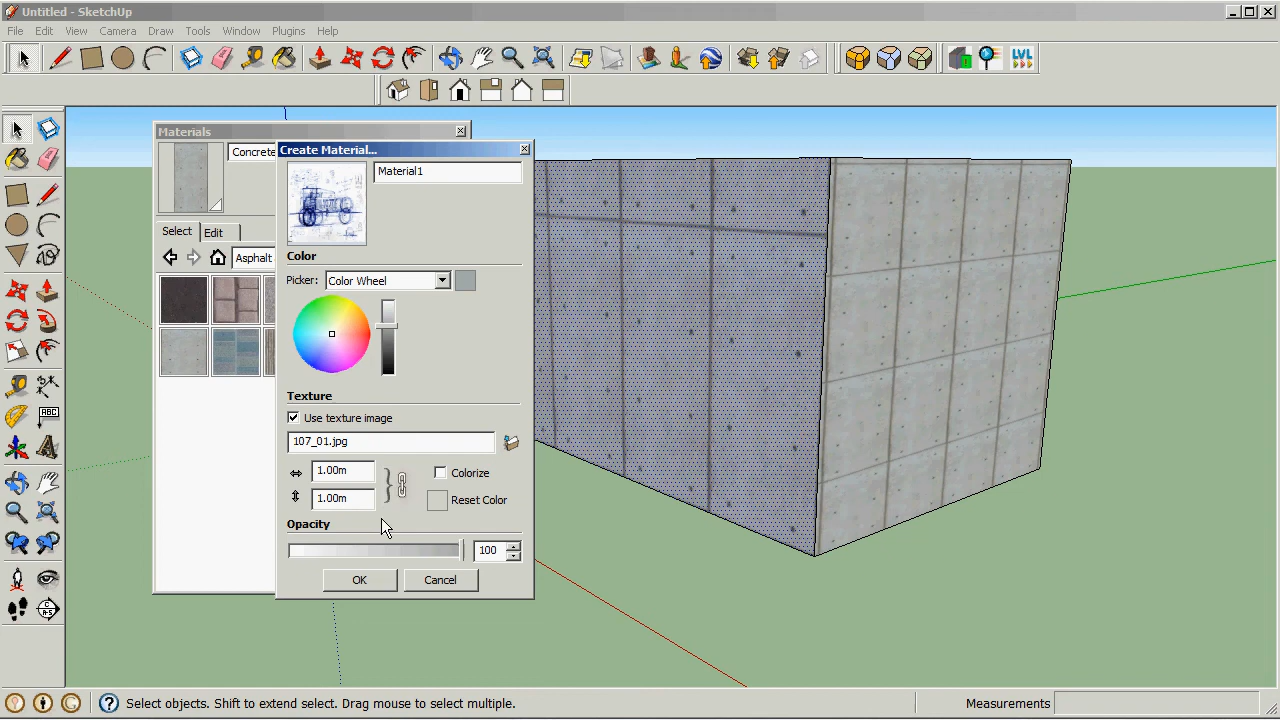 Untitled - SketchUp
File Edit View Camera Draw Tools Window Plugins Help
LVL
Materials
Concrete
Create Material...
Material1
Select Edit
Asphalt
Color
Picker: Color Wheel
Texture
Use texture image
107_01.jpg
1.00m
Colorize
1.00m
Reset Color
Opacity
100
OK Cancel
ABC
Select objects. Shift to extend select. Drag mouse to select multiple.
Measurements